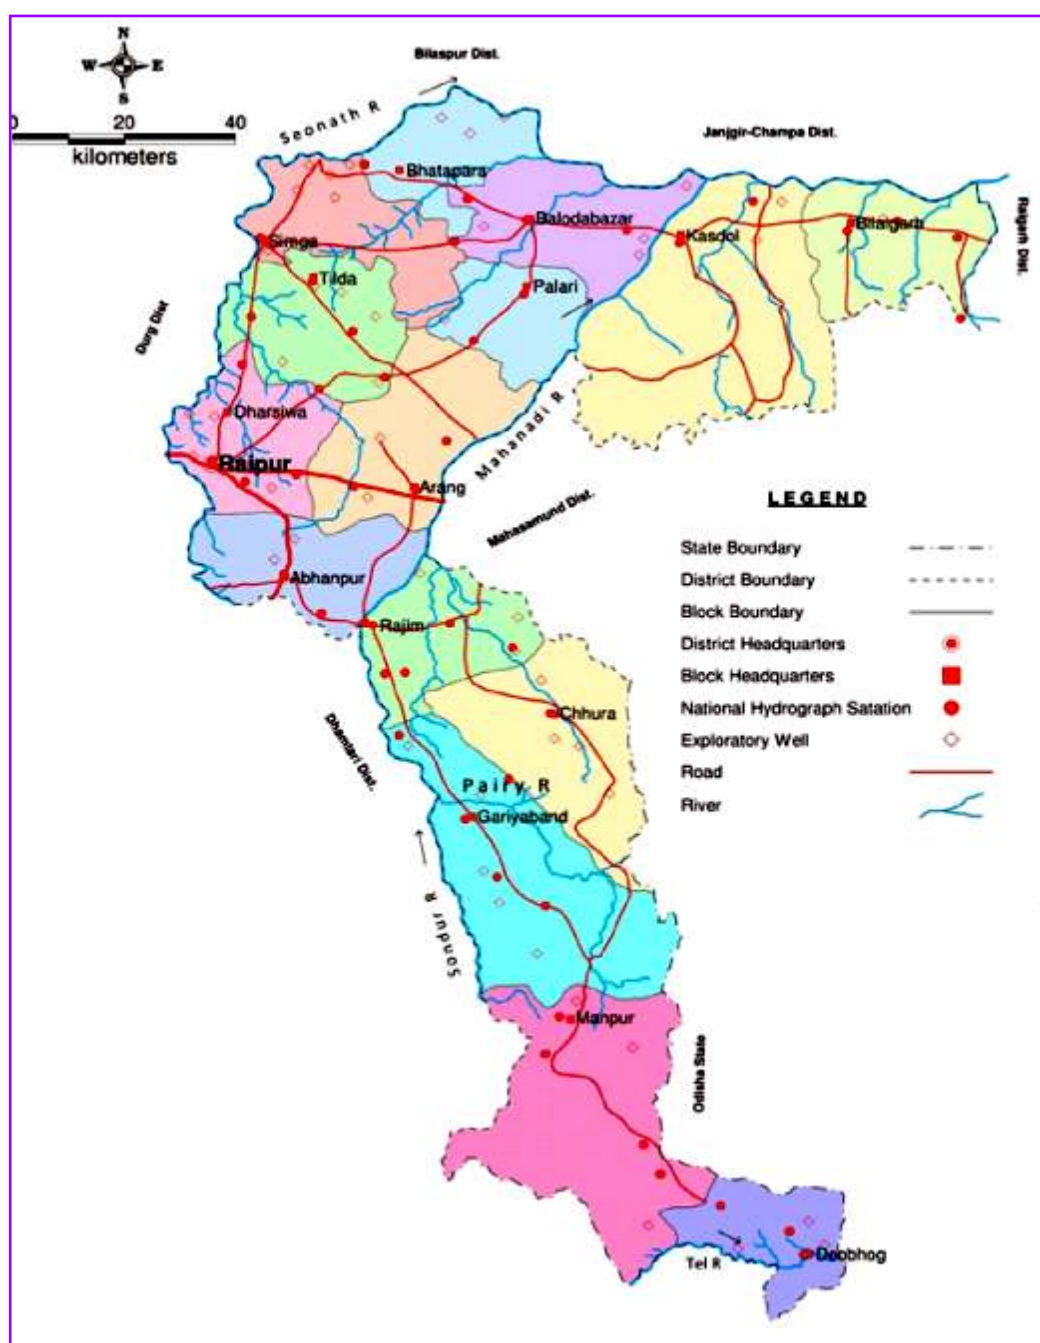 N
W E
S
0 20 40
kilometers
Bilaspur Dist.
Seonath R
Janjgir-Champa Dist.
Raigarh Dist.
Bhatapara
Balodabazar
Simga
Kasdol
Bilaigarh
Tilda
Palari
Durg Dist
Dharsiwa
Mahanadi R
Raipur
Arang
Mahasamund Dist.
Abhanpur
Rajim
Chhura
Dhamtari Dist.
Pairy R
Gariyaband
Sondur R
Manpur
Odisha State
Deobhog
Tel R
LEGEND
State Boundary
District Boundary
Block Boundary
District Headquarters
Block Headquarters
National Hydrograph Satation
Exploratory Well
Road
River